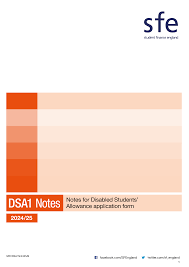 sfe
student finance england
DSA1 Notes
Notes for Disabled Students'
Allowance application form
2024/25
facebook.com/SFEngland
twitter.com/sf_england